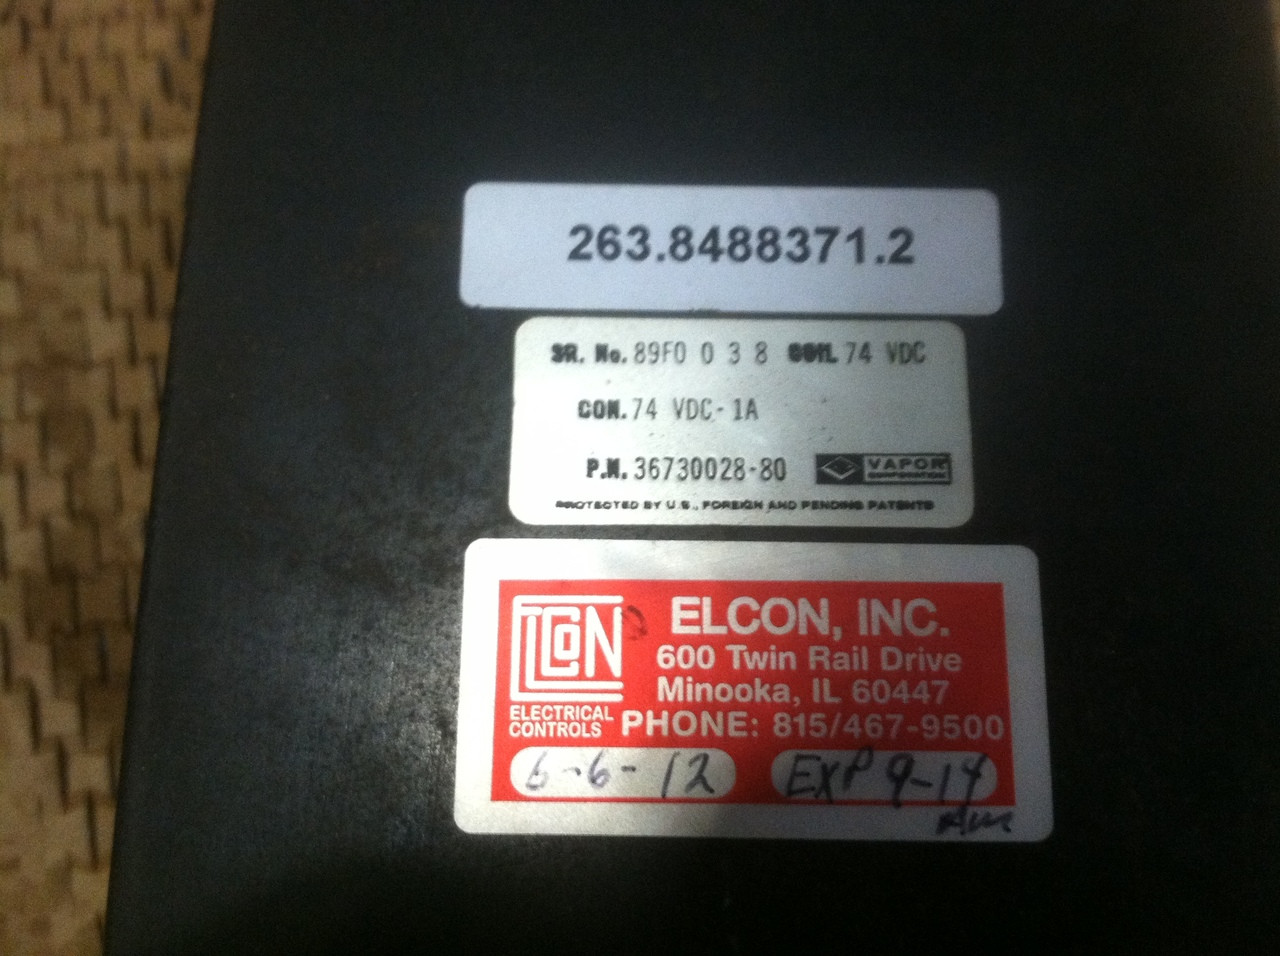 263.8488371.2
SR. No. 89F0 0 3 8 COIL 74 VDC
CON. 74 VDC-1A
P.N. 36730028-80 VAPOR CORPORATION
PROTECTED BY U.S., FOREIGN AND PENDING PATENTS
ELCON ELECTRICAL CONTROLS
ELCON, INC.
600 Twin Rail Drive
Minooka, IL 60447
PHONE: 815/467-9500
6-6-12 EXP 9-14